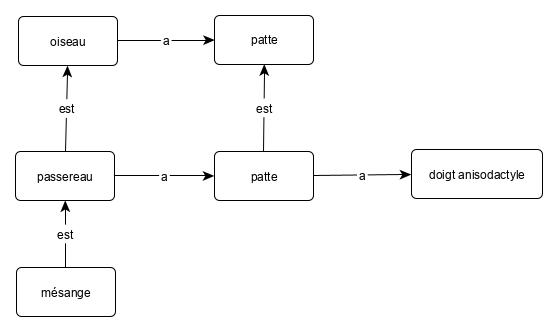 oiseau
a
patte
est
est
passereau
a
patte
a
doigt anisodactyle
est
mésange